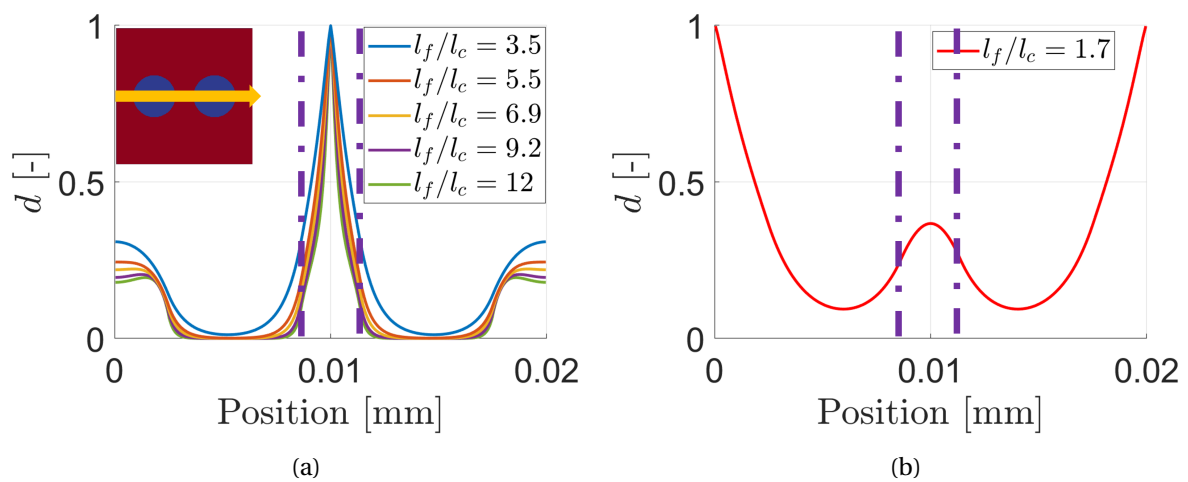 1
0.5
0
d [-]
l_f/l_c = 3.5
l_f/l_c = 5.5
l_f/l_c = 6.9
l_f/l_c = 9.2
l_f/l_c = 12
0
0.01
0.02
Position [mm]
(a)
1
0.5
0
d [-]
l_f/l_c = 1.7
0
0.01
0.02
Position [mm]
(b)